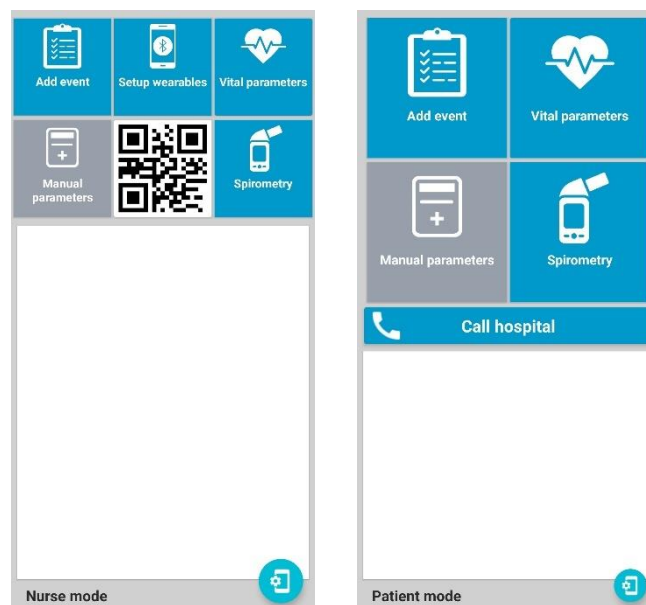 Add event
Setup wearables
Vital parameters
Manual
parameters
Spirometry
Nurse mode
Add event
Vital parameters
Manual parameters
Spirometry
Call hospital
Patient mode